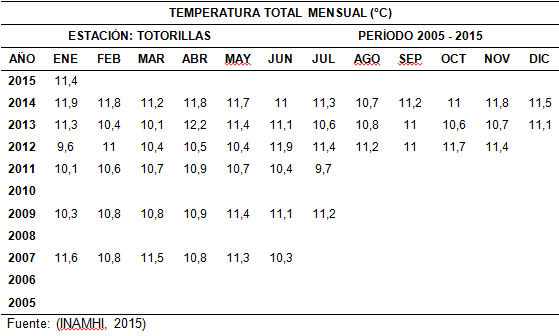 TEMPERATURA TOTAL MENSUAL (°C)
ESTACIÓN: TOTORILLAS PERÍODO 2005 - 2015
AÑO ENE FEB MAR ABR MAY JUN JUL AGO SEP OCT NOV DIC
2015 11,4
2014 11,9 11,8 11,2 11,8 11,7 11 11,3 10,7 11,2 11 11,8 11,5
2013 11,3 10,4 10,1 12,2 11,4 11,1 10,6 10,8 11 10,6 10,7 11,1
2012 9,6 11 10,4 10,5 10,4 11,9 11,4 11,2 11 11,7 11,4
2011 10,1 10,6 10,7 10,9 10,7 10,4 9,7
2010
2009 10,3 10,8 10,8 10,9 11,4 11,1 11,2
2008
2007 11,6 10,8 11,5 10,8 11,3 10,3
2006
2005
Fuente: (INAMHI, 2015)